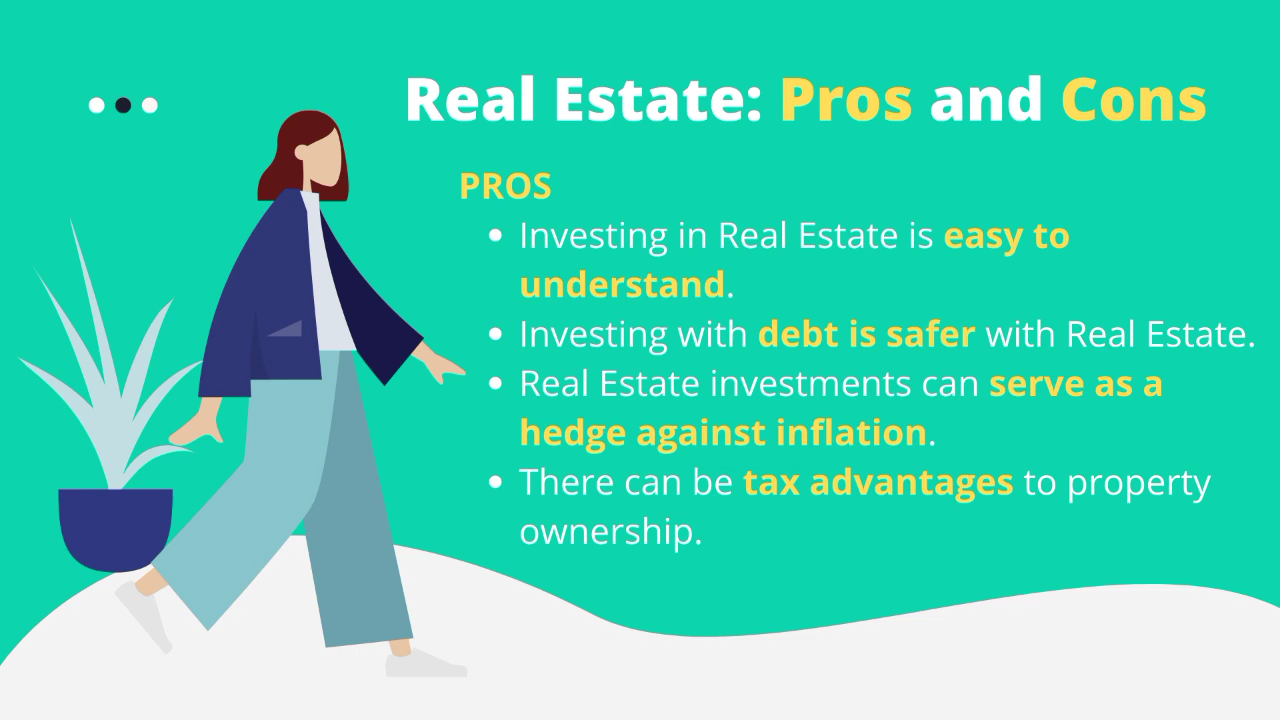 Real Estate: Pros and Cons
PROS
• Investing in Real Estate is easy to
understand.
• Investing with debt is safer with Real Estate.
• Real Estate investments can serve as a
hedge against inflation.
• There can be tax advantages to property
ownership.